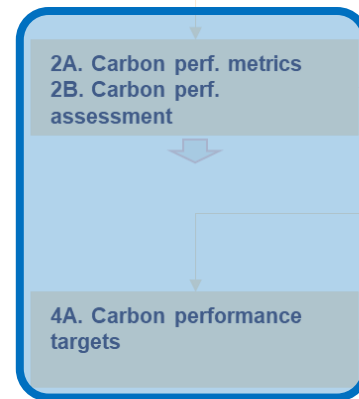 2A. Carbon perf. metrics
2B. Carbon perf.
assessment
4A. Carbon performance
targets